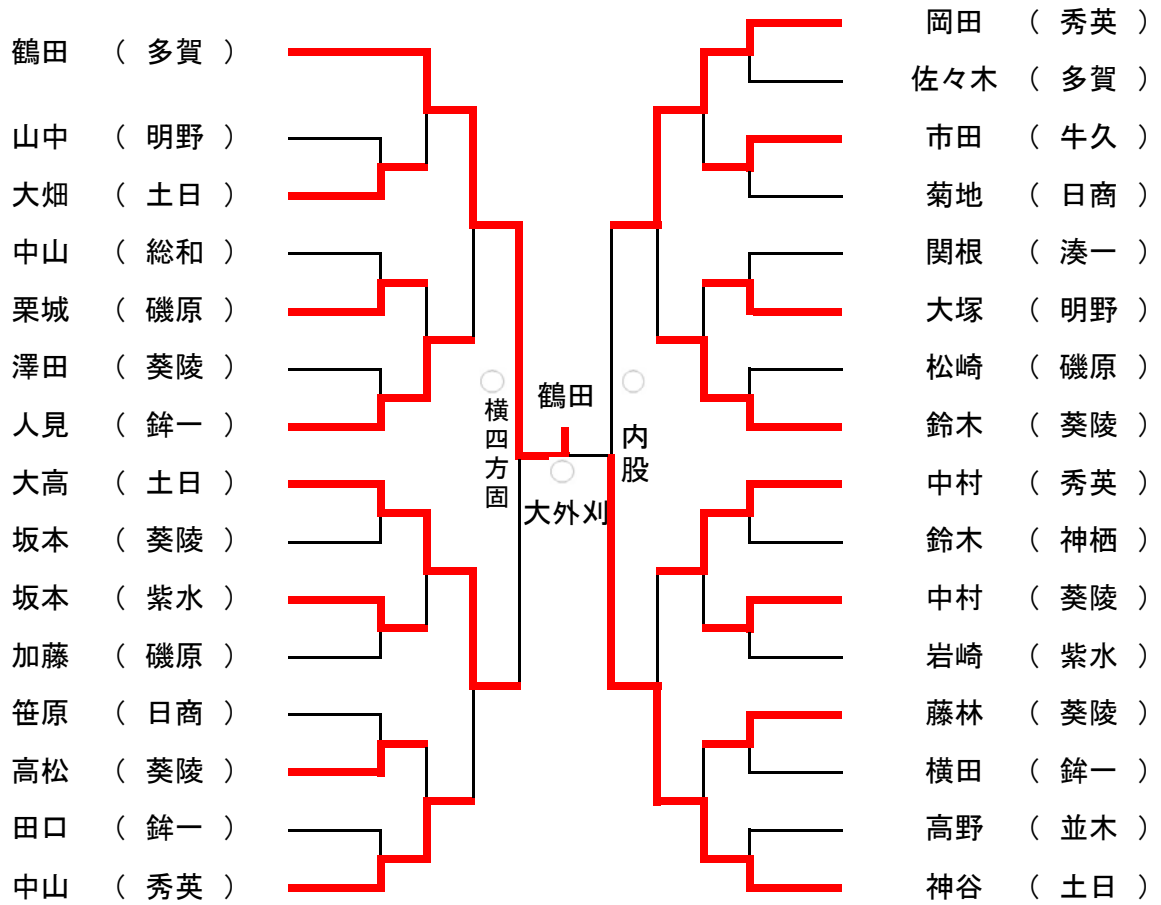 鶴田 （ 多賀 ）
山中 （ 明野 ）
大畑 （ 土日 ）
中山 （ 総和 ）
栗城 （ 磯原 ）
澤田 （ 葵陵 ）
人見 （ 鉾一 ）
大高 （ 土日 ）
坂本 （ 葵陵 ）
坂本 （ 紫水 ）
加藤 （ 磯原 ）
笹原 （ 日商 ）
高松 （ 葵陵 ）
田口 （ 鉾一 ）
中山 （ 秀英 ）
横四方固
鶴田
大外刈
内股
岡田 （ 秀英 ）
佐々木 （ 多賀 ）
市田 （ 牛久 ）
菊地 （ 日商 ）
関根 （ 湊一 ）
大塚 （ 明野 ）
松崎 （ 磯原 ）
鈴木 （ 葵陵 ）
中村 （ 秀英 ）
鈴木 （ 神栖 ）
中村 （ 葵陵 ）
岩崎 （ 紫水 ）
藤林 （ 葵陵 ）
横田 （ 鉾一 ）
高野 （ 並木 ）
神谷 （ 土日 ）